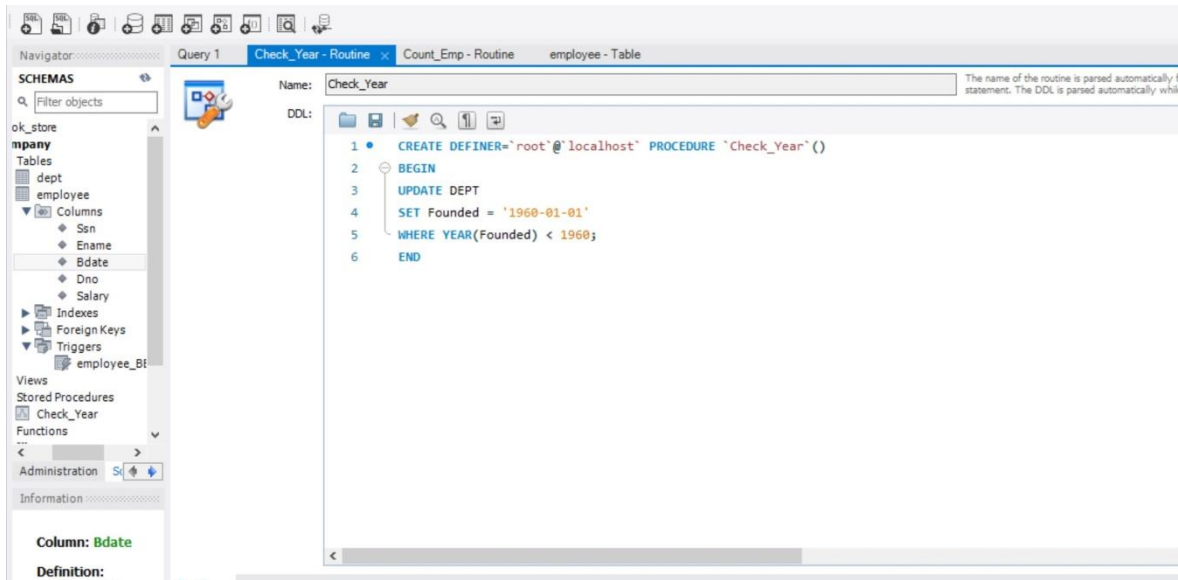 Navigator
SCHEMAS
Filter objects
ok_store
mpany
Tables
dept
employee
Columns
Ssn
Ename
Bdate
Dno
Salary
Indexes
Foreign Keys
Triggers
employee_BE
Views
Stored Procedures
Check_Year
Functions
Administration
Information
Column: Bdate
Definition:
Query 1
Check_Year - Routine
Count_Emp - Routine
employee - Table
Name: Check_Year
The name of the routine is parsed automatically f
statement. The DDL is parsed automatically while
DDL:
1 CREATE DEFINER=`root`@`localhost` PROCEDURE `Check_Year`()
2 BEGIN
3 UPDATE DEPT
4 SET Founded = '1960-01-01'
5 WHERE YEAR(Founded) < 1960;
6 END